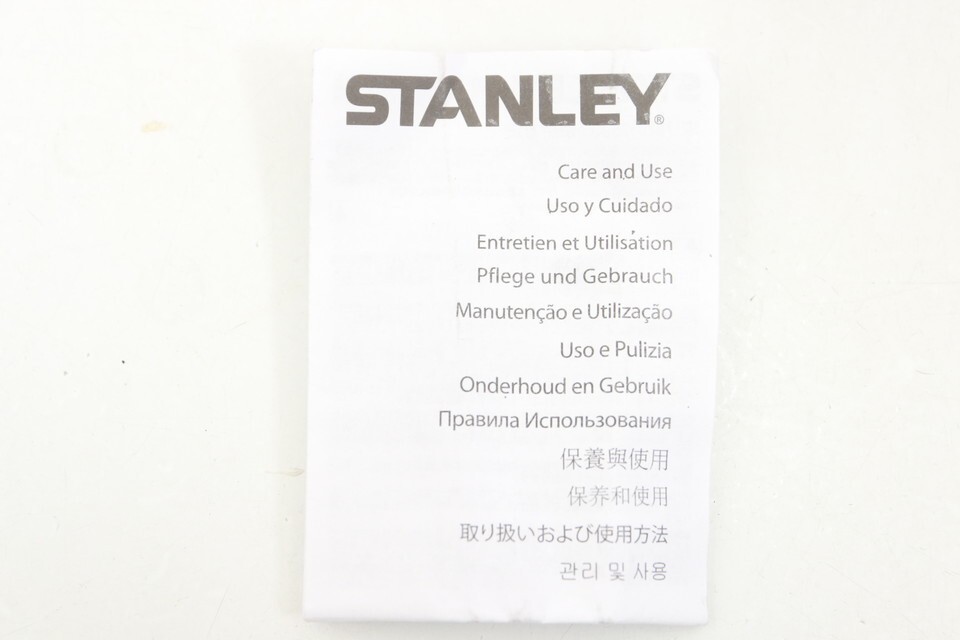 STANLEY®
Care and Use
Uso y Cuidado
Entretien et Utilisation
Pflege und Gebrauch
Manutenção e Utilização
Uso e Pulizia
Onderhoud en Gebruik
Правила Использования
保養與使用
保养和使用
取り扱いおよび使用方法
관리 및 사용